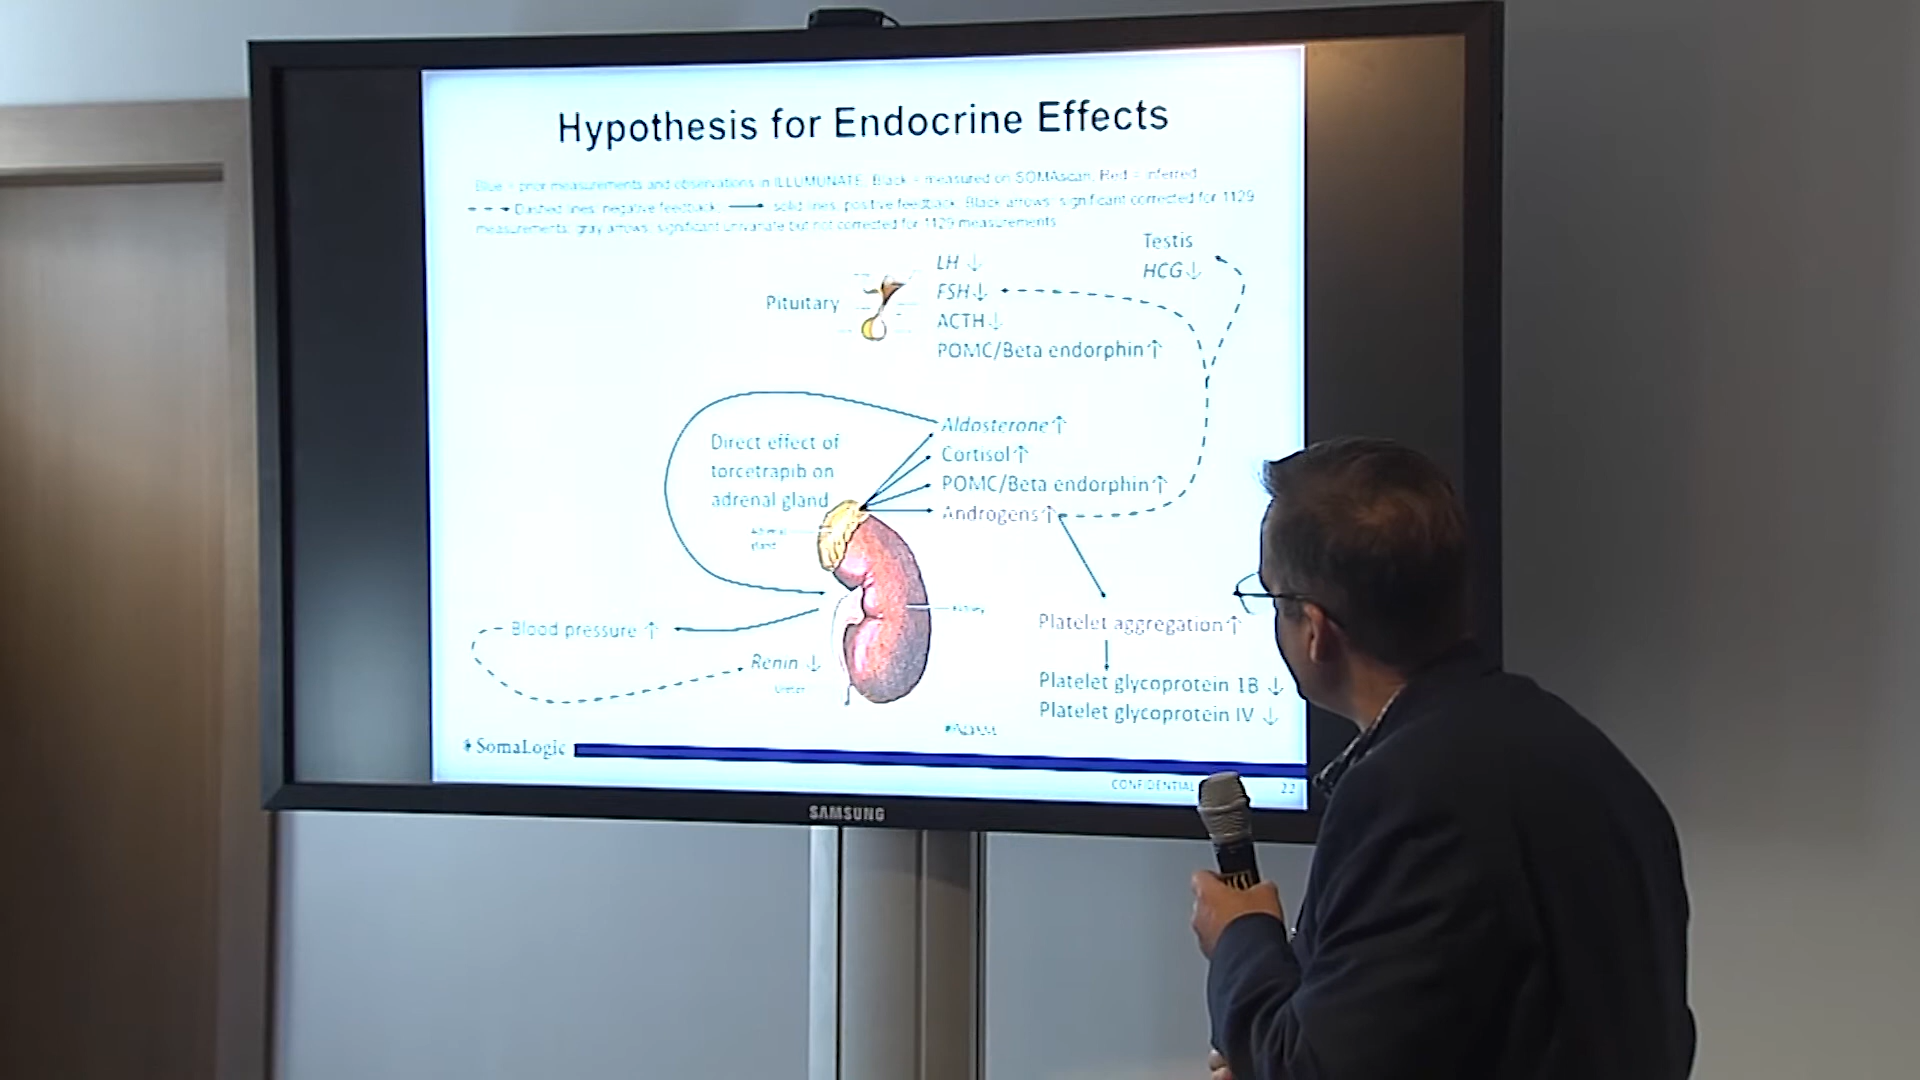 Hypothesis for Endocrine Effects
Blue = prior measurements and observations in ILLUMUNATE, Black = measured on SOMAscan, Red = inferred
Dashed lines: negative feedback, solid lines: positive feedback. Black arrows: significant corrected for 1129
measurements, gray arrows: significant univariate but not corrected for 1129 measurements
Testis
HCG↓
Pituitary
LH ↓
FSH↓
ACTH↓
POMC/Beta endorphin↑
Direct effect of
torcetrapib on
adrenal gland
Aldosterone↑
Cortisol↑
POMC/Beta endorphin↑
Androgens↑
gland
Kidney
Blood pressure ↑
Renin ↓
Ureter
Platelet aggregation↑
Platelet glycoprotein 1B ↓
Platelet glycoprotein IV ↓
SomaLogic
CONFIDENTIAL
22
SAMSUNG